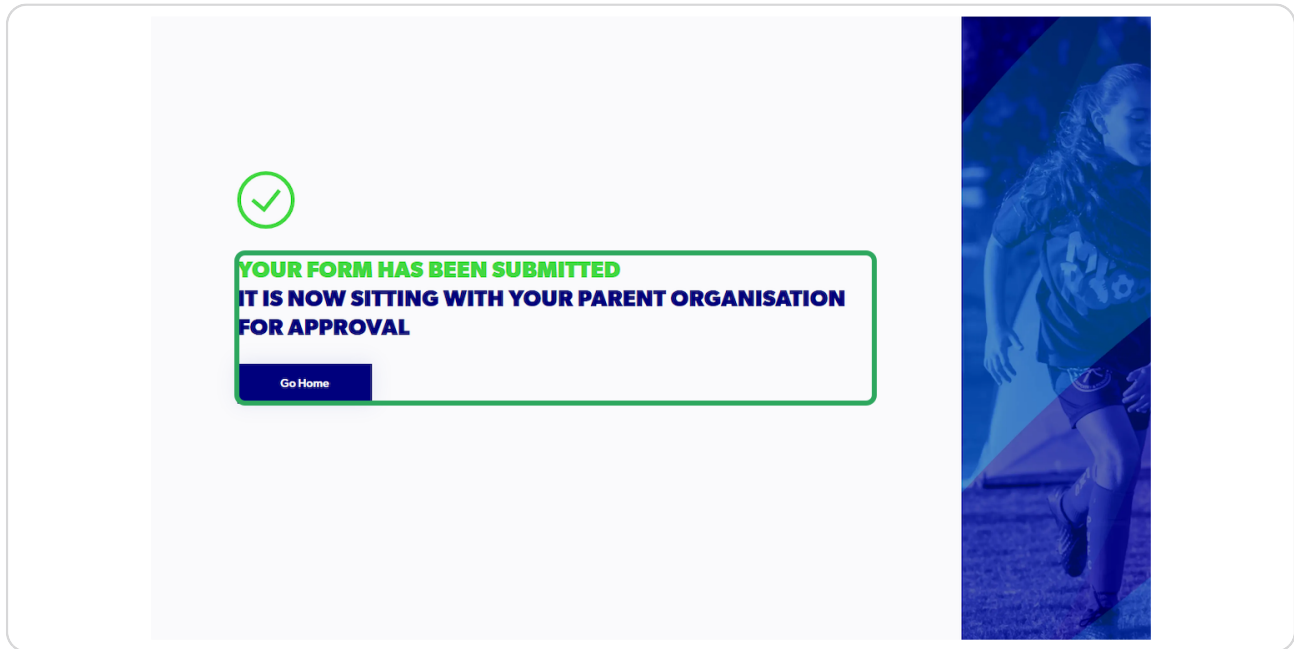 YOUR FORM HAS BEEN SUBMITTED
IT IS NOW SITTING WITH YOUR PARENT ORGANISATION
FOR APPROVAL
Go Home